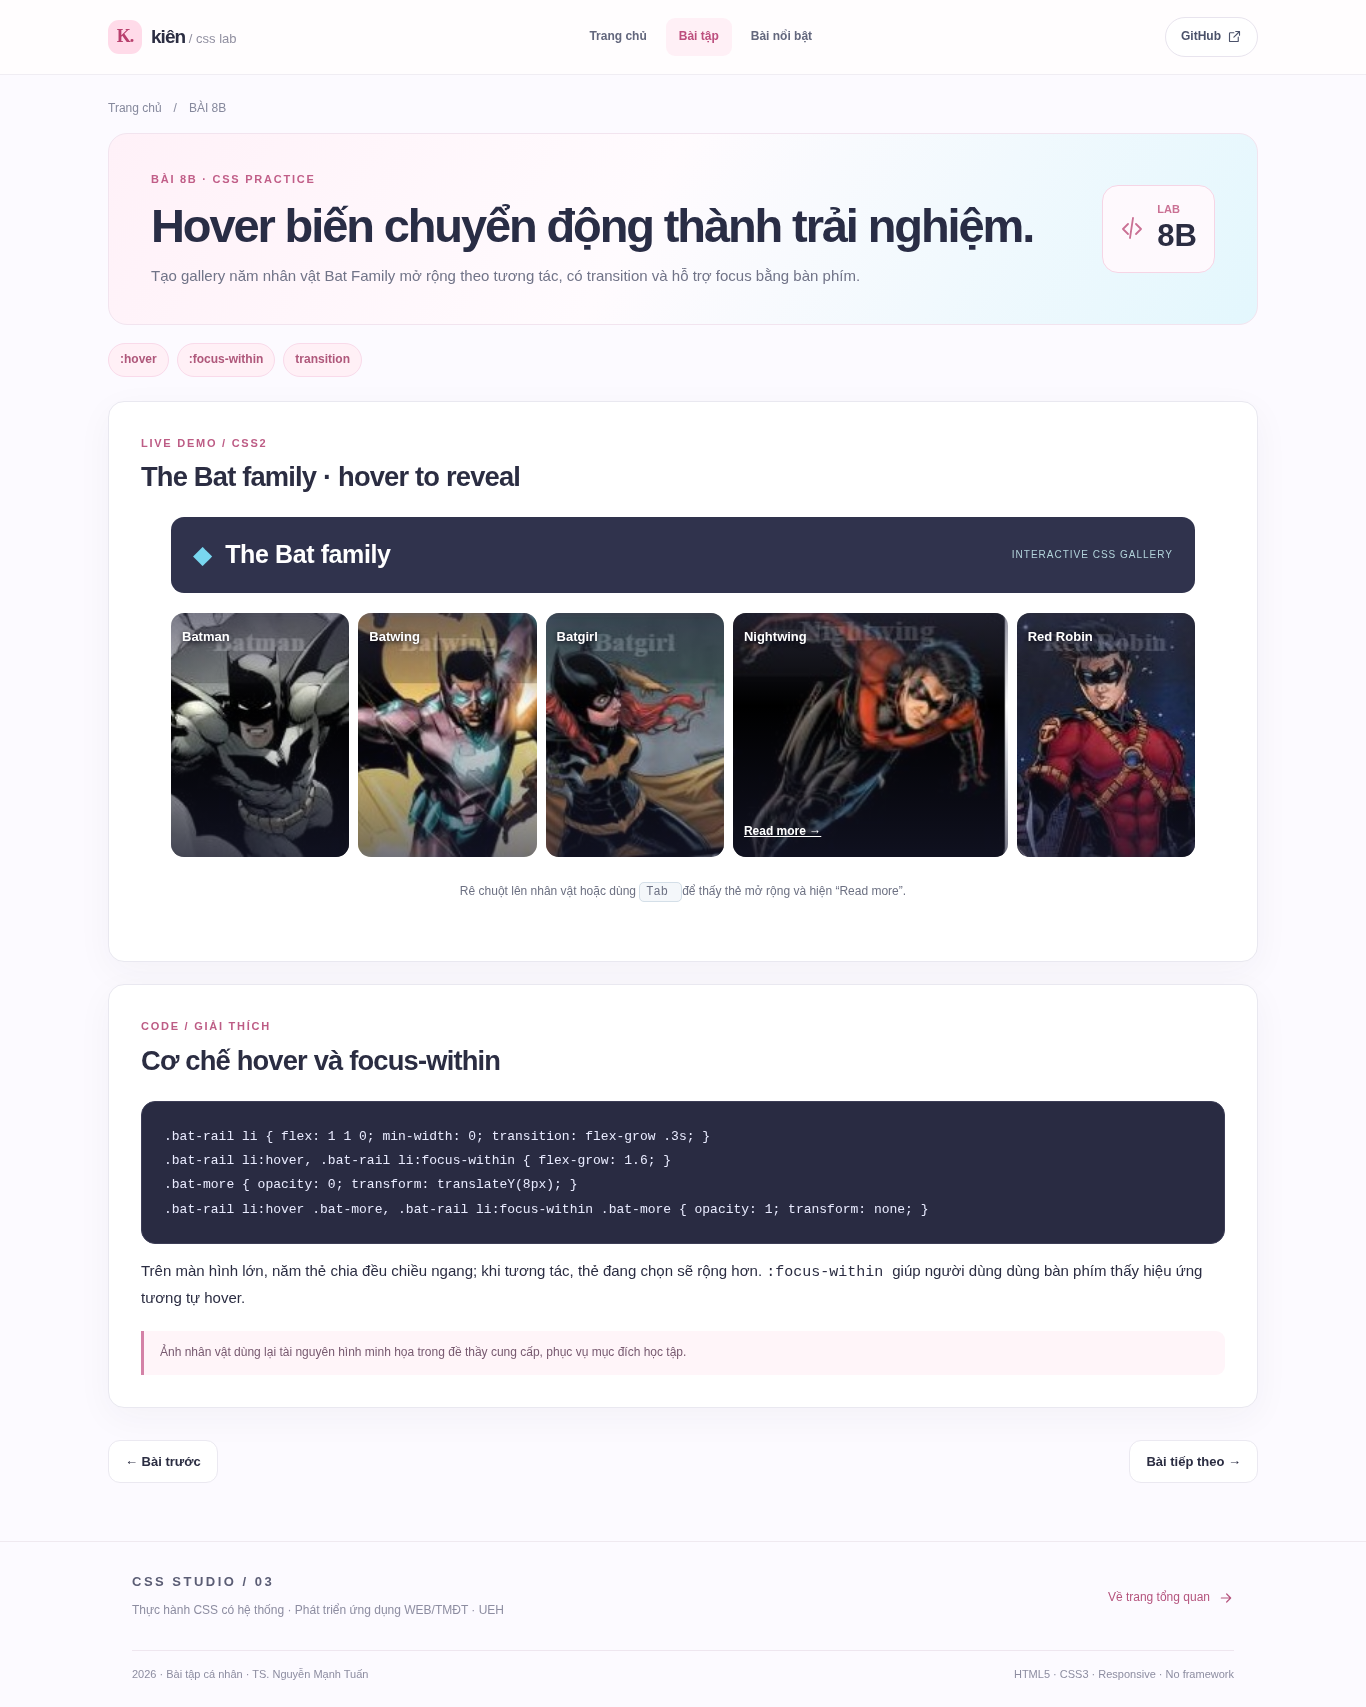 K. kiên / css lab
Trang chủ
Bài tập
Bài nổi bật
GitHub
Trang chủ / BÀI 8B
BÀI 8B · CSS PRACTICE
Hover biến chuyển động thành trải nghiệm.
Tạo gallery năm nhân vật Bat Family mở rộng theo tương tác, có transition và hỗ trợ focus bằng bàn phím.
LAB
8B
:hover
:focus-within
transition
LIVE DEMO / CSS2
The Bat family · hover to reveal
The Bat family
INTERACTIVE CSS GALLERY
Batman
Batman
Batwing
Batwing
Batgirl
Batgirl
Nightwing
Nightwing
Read more →
Red Robin
Red Robin
Rê chuột lên nhân vật hoặc dùng Tab để thấy thẻ mở rộng và hiện “Read more”.
CODE / GIẢI THÍCH
Cơ chế hover và focus-within
.bat-rail li { flex: 1 1 0; min-width: 0; transition: flex-grow .3s; }
.bat-rail li:hover, .bat-rail li:focus-within { flex-grow: 1.6; }
.bat-more { opacity: 0; transform: translateY(8px); }
.bat-rail li:hover .bat-more, .bat-rail li:focus-within .bat-more { opacity: 1; transform: none; }
Trên màn hình lớn, năm thẻ chia đều chiều ngang; khi tương tác, thẻ đang chọn sẽ rộng hơn. :focus-within giúp người dùng dùng bàn phím thấy hiệu ứng
tương tự hover.
Ảnh nhân vật dùng lại tài nguyên hình minh họa trong đề thầy cung cấp, phục vụ mục đích học tập.
← Bài trước
Bài tiếp theo →
CSS STUDIO / 03
Thực hành CSS có hệ thống · Phát triển ứng dụng WEB/TMĐT · UEH
Về trang tổng quan →
2026 · Bài tập cá nhân · TS. Nguyễn Mạnh Tuấn
HTML5 · CSS3 · Responsive · No framework